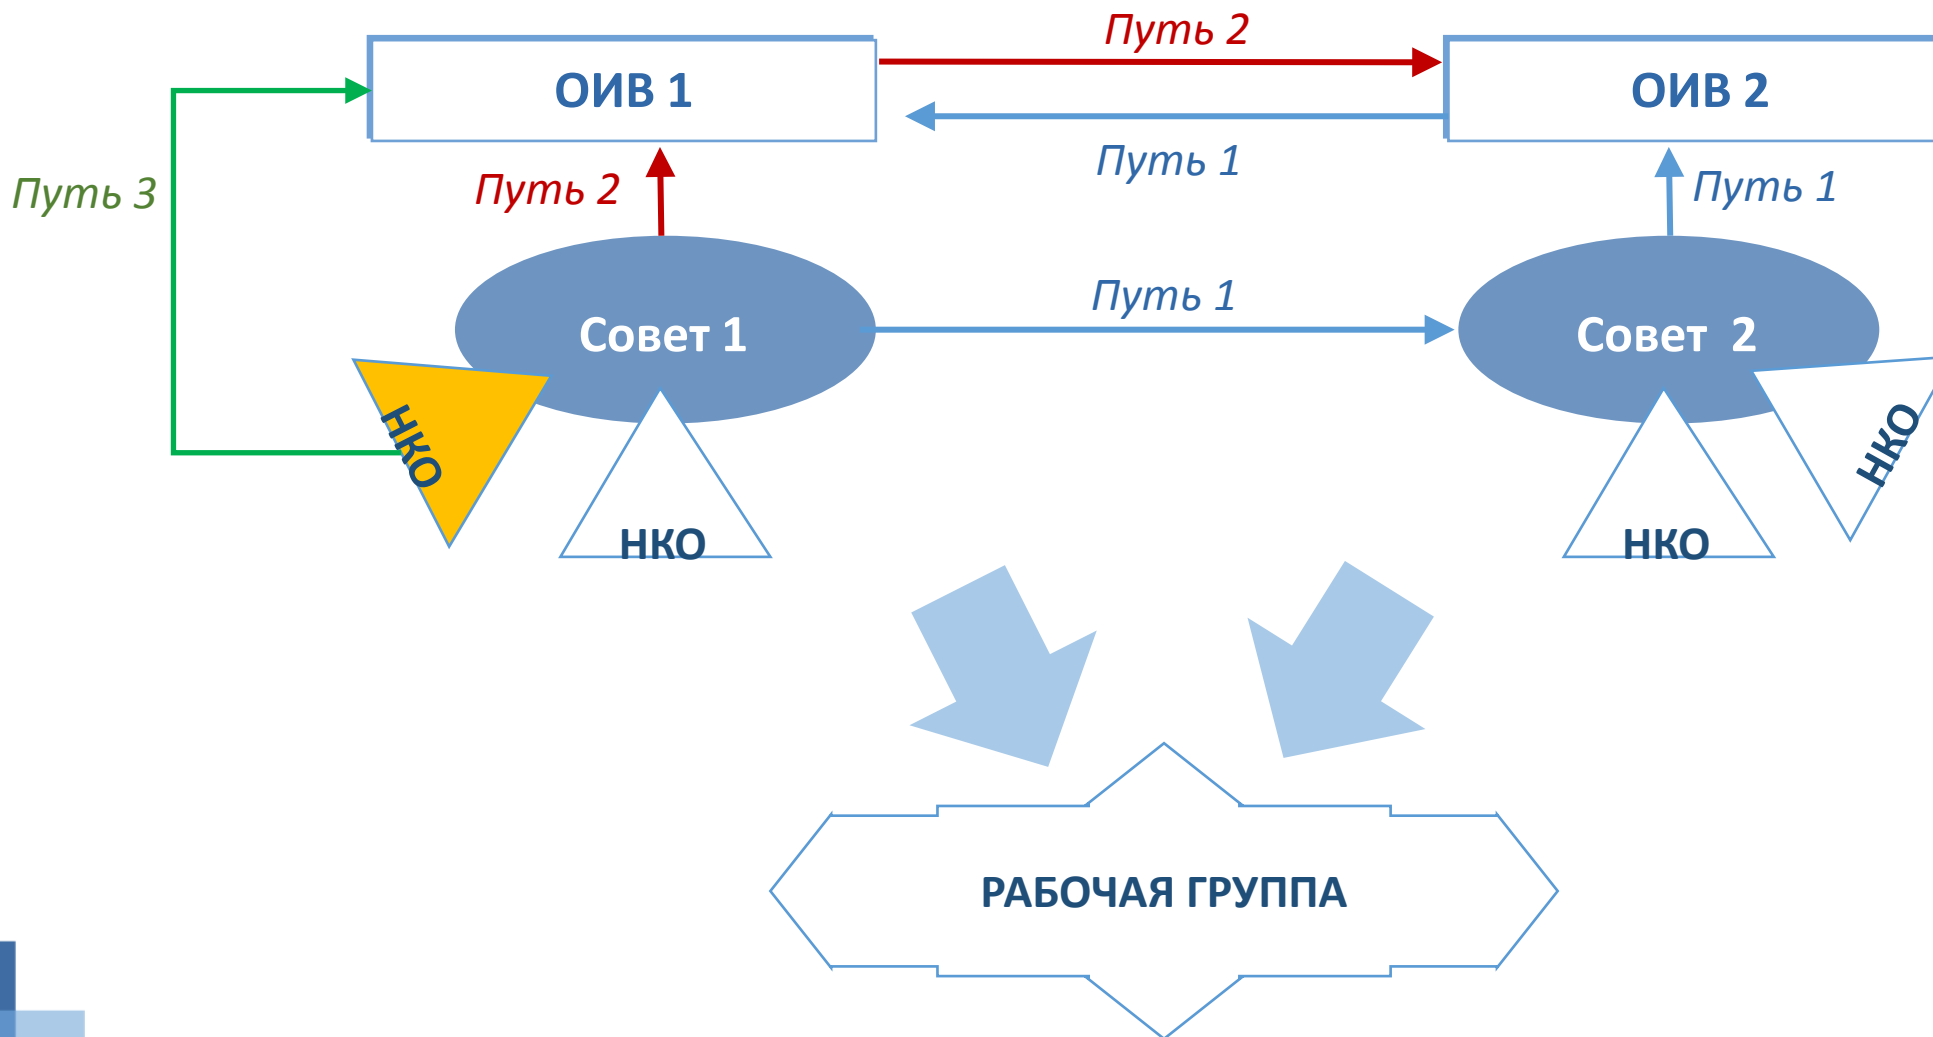 Путь 2
ОИВ 1
ОИВ 2
Путь 1
Путь 3
Путь 2
Путь 1
Путь 1
Совет 1
Совет 2
НКО
НКО
НКО
НКО
РАБОЧАЯ ГРУППА